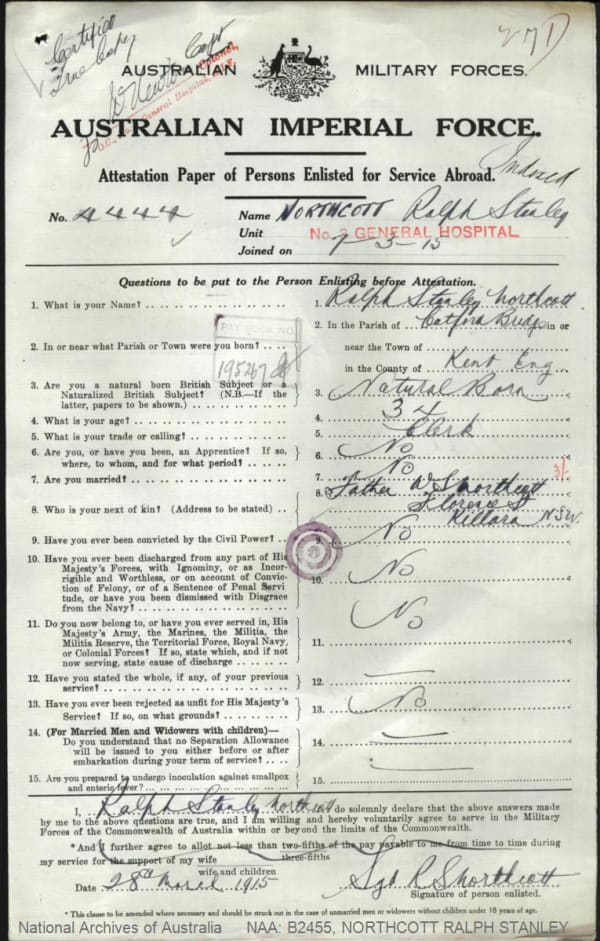 271
Certified
True Copy
Capt
Colonel,
O.C., No. General Hospital, A.I.F.
AUSTRALIAN MILITARY FORCES.
AUSTRALIAN IMPERIAL FORCE.
Attestation Paper of Persons Enlisted for Service Abroad.
Indexed
No. 4444 Name NORTHCOTT Ralph Stanley
Unit No. 3 GENERAL HOSPITAL
Joined on 7-3-15
Questions to be put to the Person Enlisting before Attestation.
1. What is your Name? 1. Ralph Stanley Northcott
2. In or near what Parish or Town were you born? 2. In the Parish of Catford Bridge in or
near the Town of
in the County of Kent Eng
PAY BOOK NO.
195267
3. Are you a natural born British Subject or a
Naturalized British Subject? (N.B.—If the
latter, papers to be shown.) 3. Natural Born
4. What is your age? 4. 34
5. What is your trade or calling? 5. Clerk
6. Are you, or have you been, an Apprentice? If so,
where, to whom, and for what period? 6. No
7. Are you married? 7. No
8. Who is your next of kin? (Address to be stated) 8. Father W S Northcott
3/-
Florence St
Killara NSW.
9. Have you ever been convicted by the Civil Power? 9. No
10. Have you ever been discharged from any part of His
Majesty's Forces, with Ignominy, or as Incor-
rigible and Worthless, or on account of Convic-
tion of Felony, or of a Sentence of Penal Servi
tude, or have you been dismissed with Disgrace
from the Navy? 10. No
11. Do you now belong to, or have you ever served in, His
Majesty's Army, the Marines, the Militia, the
Militia Reserve, the Territorial Force, Royal Navy,
or Colonial Forces? If so, state which, and if not
now serving, state cause of discharge 11. No
12. Have you stated the whole, if any, of your previous
service? 12. —
13. Have you ever been rejected as unfit for His Majesty's
Service? If so, on what grounds? 13. No
14. (For Married Men and Widowers with children)—
Do you understand that no Separation Allowance
will be issued to you either before or after
embarkation during your term of service? 14. —
15. Are you prepared to undergo inoculation against smallpox
and enteric fever? 15. —
I, Ralph Stanley Northcott do solemnly declare that the above answers made
by me to the above questions are true, and I am willing and hereby voluntarily agree to serve in the Military
Forces of the Commonwealth of Australia within or beyond the limits of the Commonwealth.
*And I further agree to allot not less than two-fifths of the pay payable to me from time to time during
three-fifths
my service for the support of my wife
wife and children
Date 28th March 1915 Sgd R S Northcott
Signature of person enlisted.
* This clause to be amended where necessary and should be struck out in the case of unmarried men or widowers without children under 18 years of age.
National Archives of Australia NAA: B2455, NORTHCOTT RALPH STANLEY